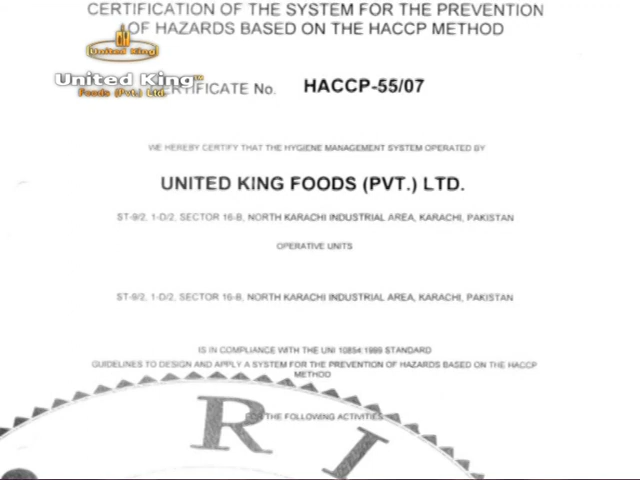 CERTIFICATION OF THE SYSTEM FOR THE PREVENTION
OF HAZARDS BASED ON THE HACCP METHOD
United King
United King™
Foods (Pvt.) Ltd.
CERTIFICATE No. HACCP-55/07
WE HEREBY CERTIFY THAT THE HYGIENE MANAGEMENT SYSTEM OPERATED BY
UNITED KING FOODS (PVT.) LTD.
ST-9/2, 1-D/2, SECTOR 16-B, NORTH KARACHI INDUSTRIAL AREA, KARACHI, PAKISTAN
OPERATIVE UNITS
ST-9/2, 1-D/2, SECTOR 16-B, NORTH KARACHI INDUSTRIAL AREA, KARACHI, PAKISTAN
IS IN COMPLIANCE WITH THE UNI 10854:1999 STANDARD
GUIDELINES TO DESIGN AND APPLY A SYSTEM FOR THE PREVENTION OF HAZARDS BASED ON THE HACCP
METHOD
FOR THE FOLLOWING ACTIVITIES
R I